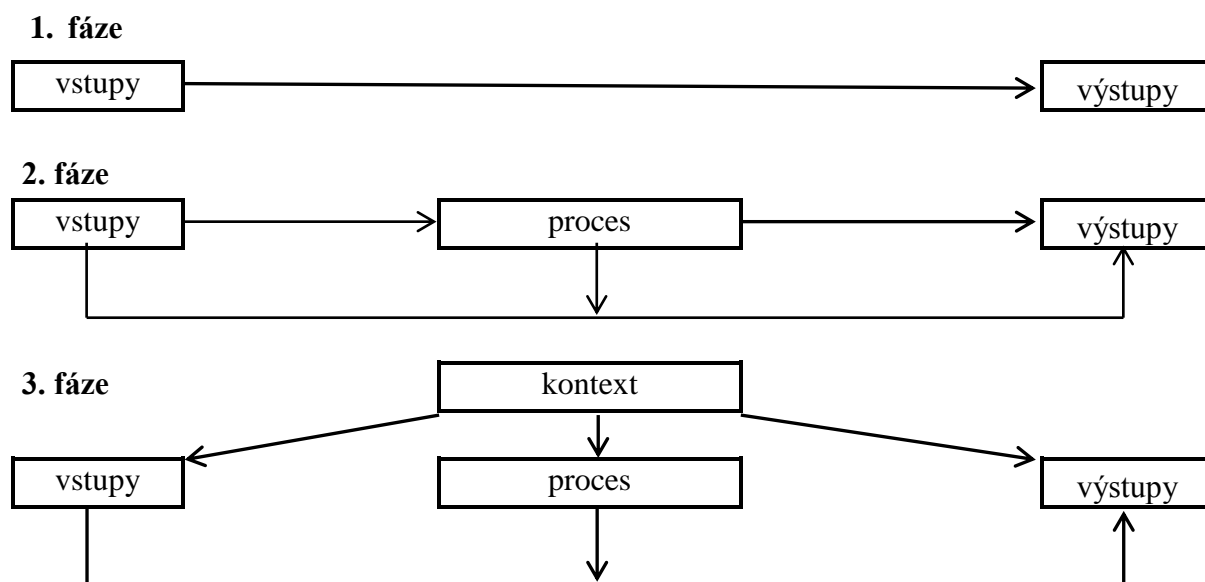 1. fáze
vstupy
výstupy
2. fáze
vstupy
proces
výstupy
3. fáze
kontext
vstupy
proces
výstupy